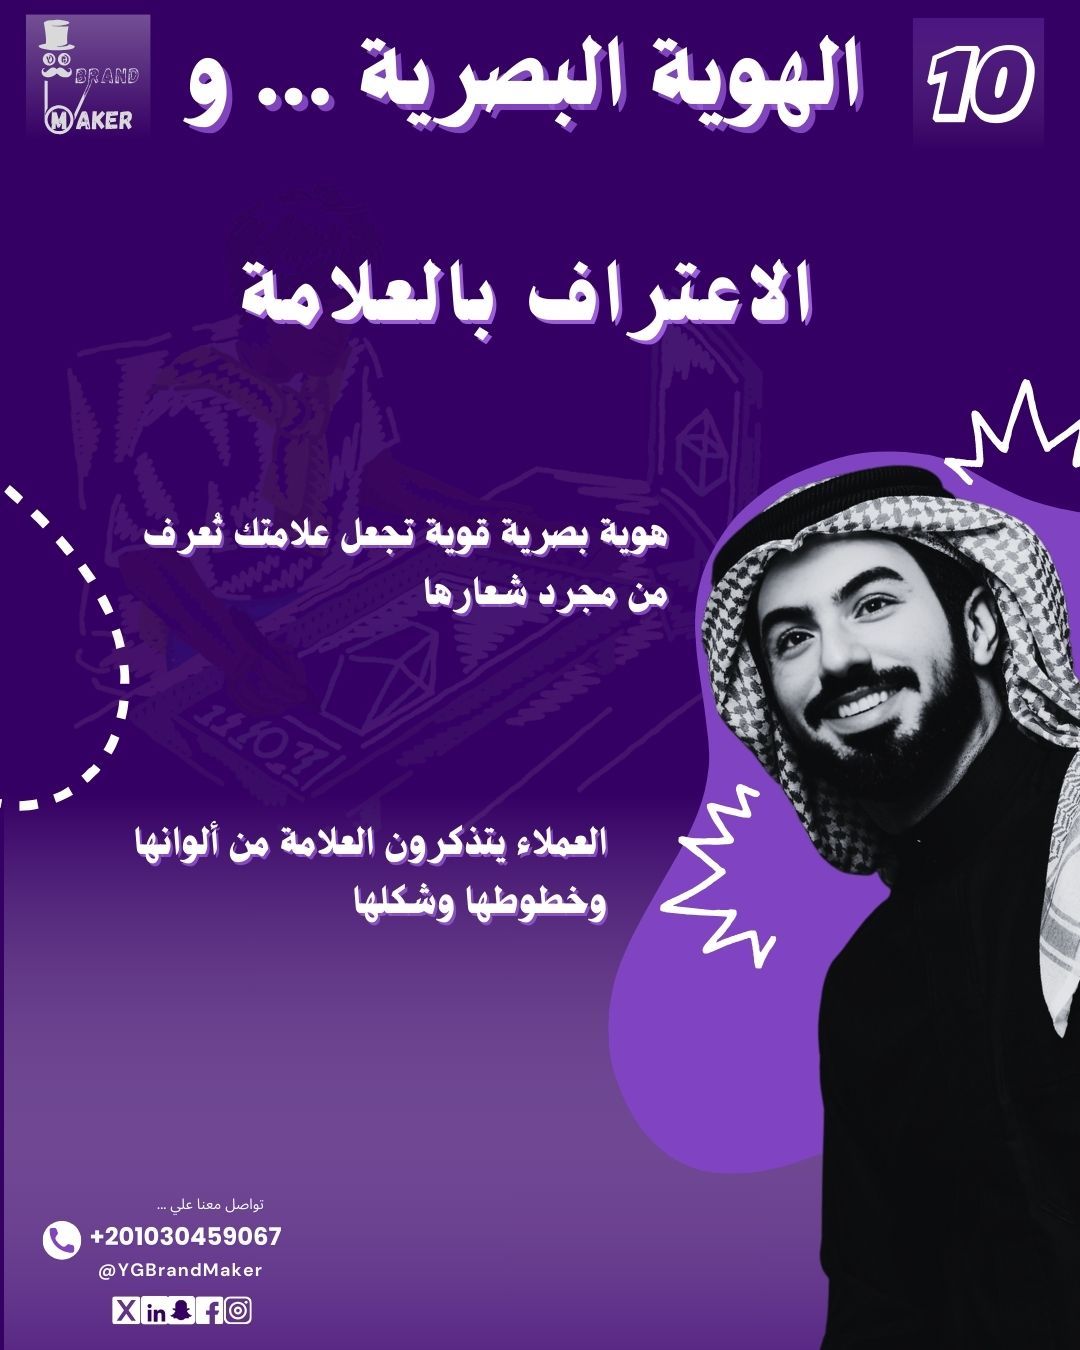 10
الهوية البصرية ... و
BRAND
MAKER
الاعتراف بالعلامة
هوية بصرية قوية تجعل علامتك تُعرف
من مجرد شعارها
العملاء يتذكرون العلامة من ألوانها
وخطوطها وشكلها
تواصل معنا علي ...
+201030459067
@YGBrandMaker